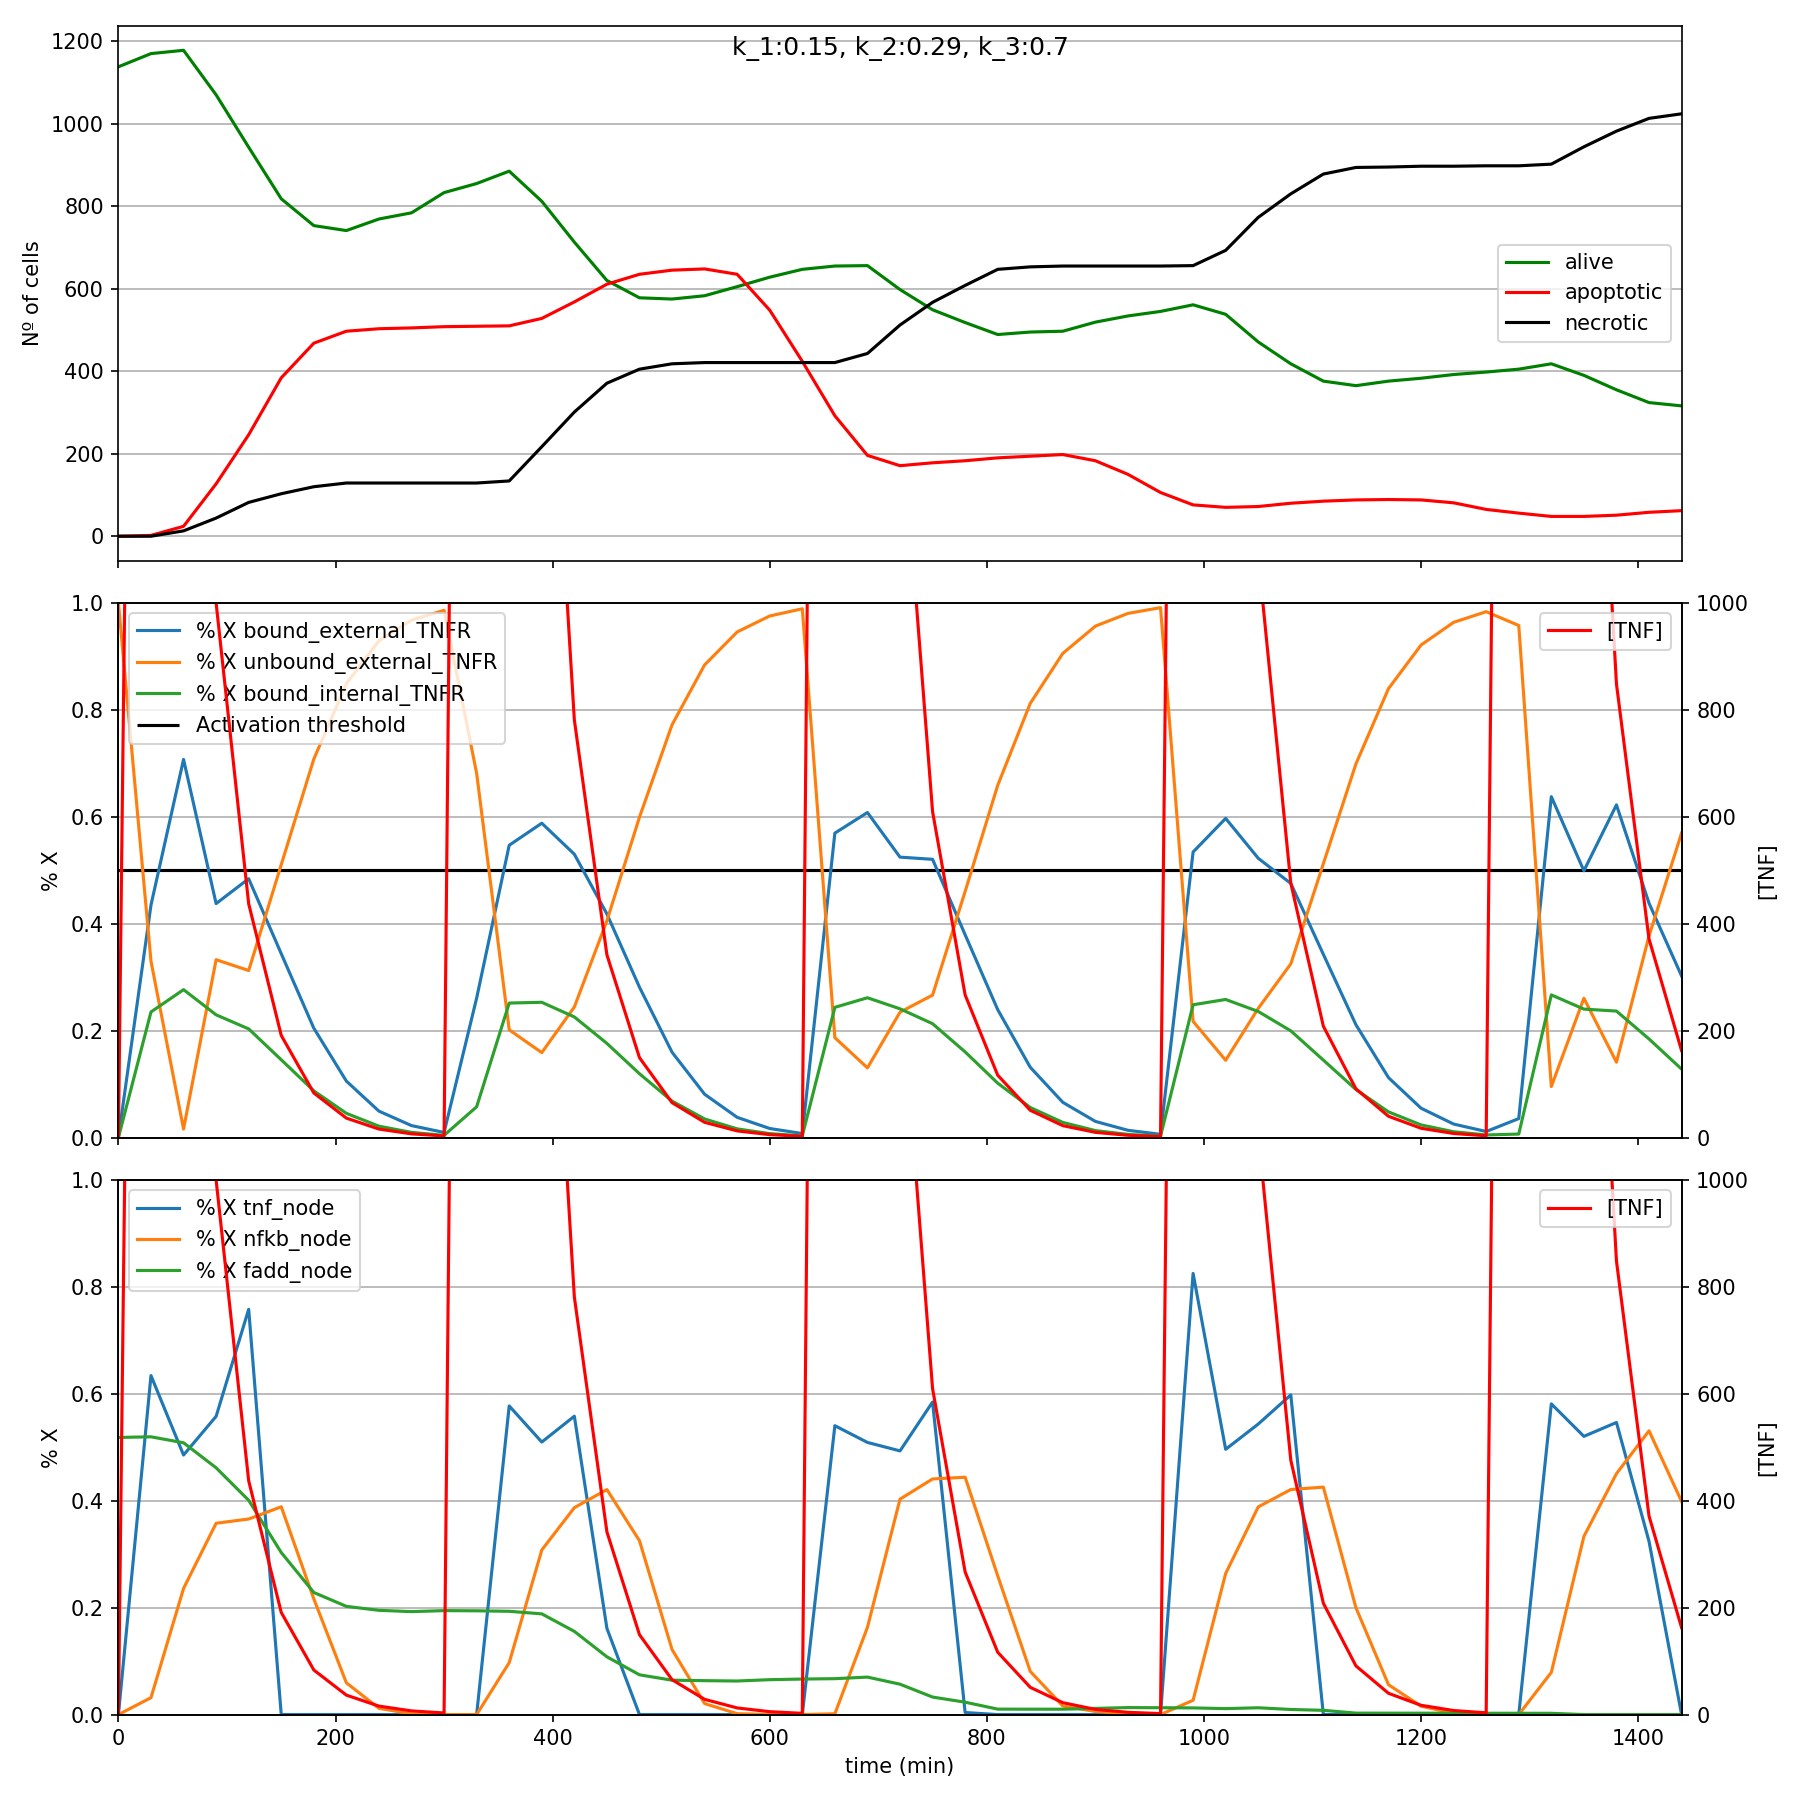 k_1:0.15, k_2:0.29, k_3:0.7
1200
1000
800
600
400
200
0
Nº of cells
alive
apoptotic
necrotic
1.0
0.8
0.6
0.4
0.2
0.0
% X
% X bound_external_TNFR
% X unbound_external_TNFR
% X bound_internal_TNFR
Activation threshold
[TNF]
1000
800
600
400
200
0
[TNF]
1.0
0.8
0.6
0.4
0.2
0.0
% X
% X tnf_node
% X nfkb_node
% X fadd_node
[TNF]
1000
800
600
400
200
0
[TNF]
0 200 400 600 800 1000 1200 1400
time (min)